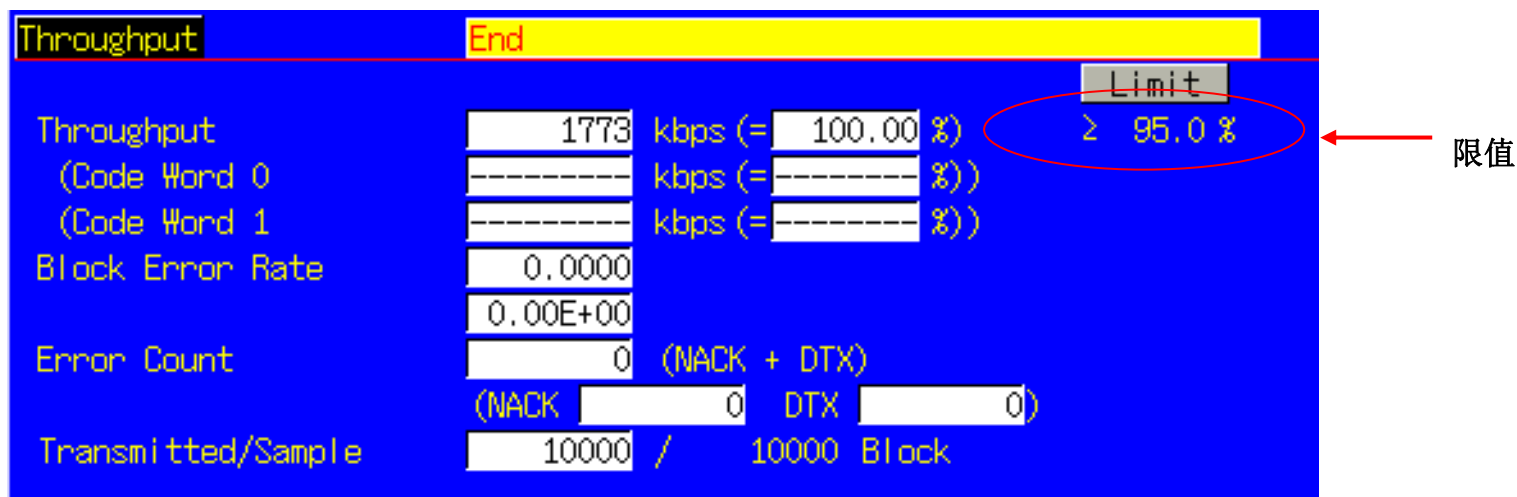 Throughput End
Limit
Throughput 1773 kbps (= 100.00 %) ≥ 95.0 %
限值
(Code Word 0 --------- kbps (= -------- %))
(Code Word 1 --------- kbps (= -------- %))
Block Error Rate 0.0000
0.00E+00
Error Count 0 (NACK + DTX)
(NACK 0 DTX 0)
Transmitted/Sample 10000 / 10000 Block